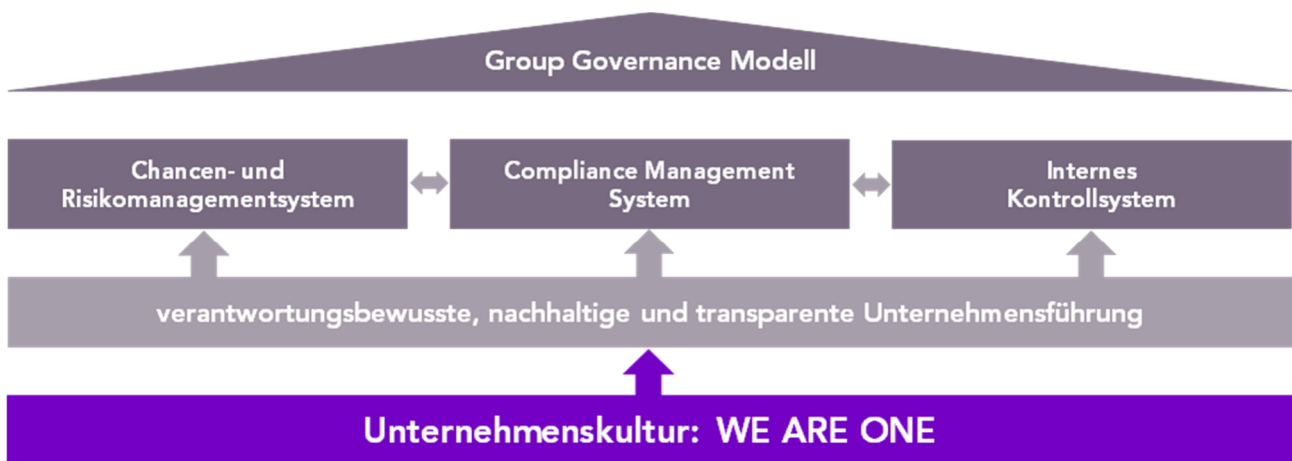 Group Governance Modell
Chancen- und
Risikomanagementsystem
Compliance Management
System
Internes
Kontrollsystem
verantwortungsbewusste, nachhaltige und transparente Unternehmensführung
Unternehmenskultur: WE ARE ONE